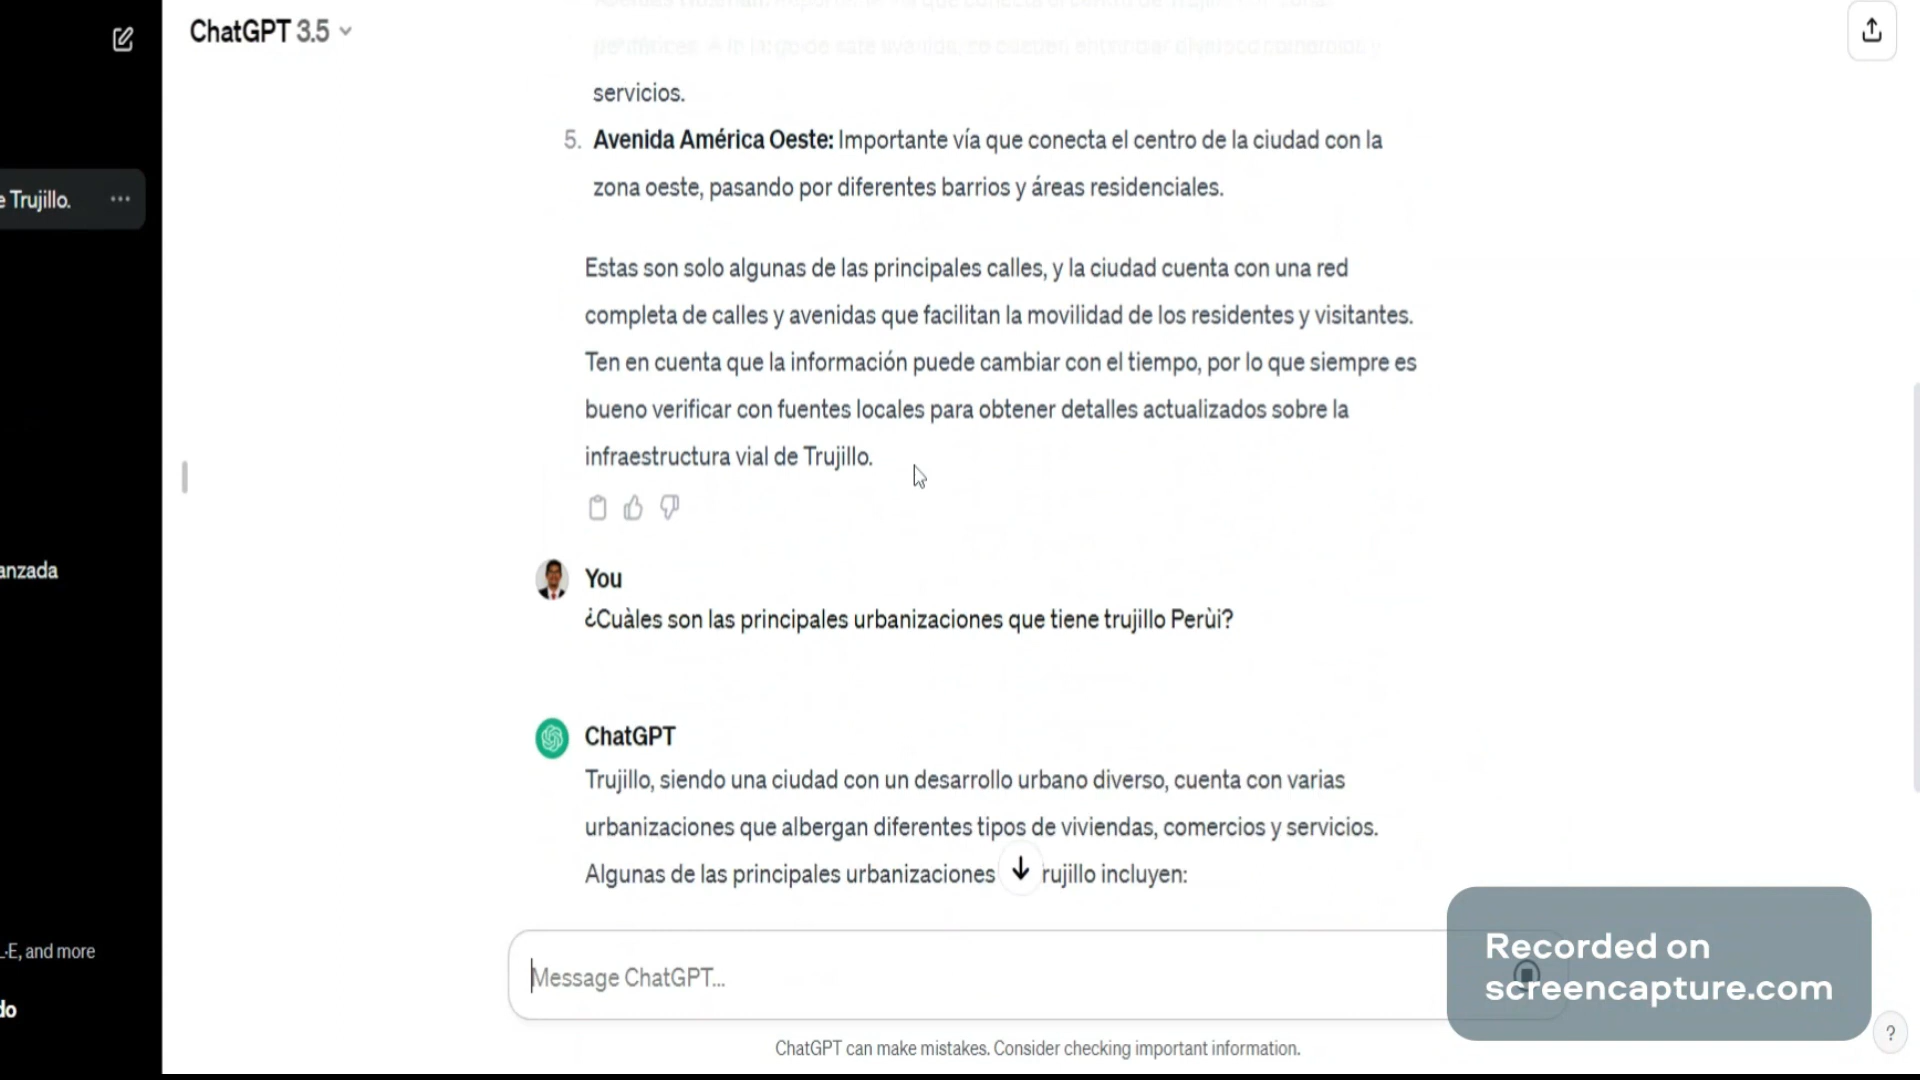 ChatGPT 3.5
servicios.
5. Avenida América Oeste: Importante vía que conecta el centro de la ciudad con la
zona oeste, pasando por diferentes barrios y áreas residenciales.
e Trujillo.
Estas son solo algunas de las principales calles, y la ciudad cuenta con una red
completa de calles y avenidas que facilitan la movilidad de los residentes y visitantes.
Ten en cuenta que la información puede cambiar con el tiempo, por lo que siempre es
bueno verificar con fuentes locales para obtener detalles actualizados sobre la
infraestructura vial de Trujillo.
anzada
You
¿Cuàles son las principales urbanizaciones que tiene trujillo Perùi?
ChatGPT
Trujillo, siendo una ciudad con un desarrollo urbano diverso, cuenta con varias
urbanizaciones que albergan diferentes tipos de viviendas, comercios y servicios.
Algunas de las principales urbanizaciones rujillo incluyen:
L·E, and more
do
Message ChatGPT...
Recorded on
screencapture.com
ChatGPT can make mistakes. Consider checking important information.
?